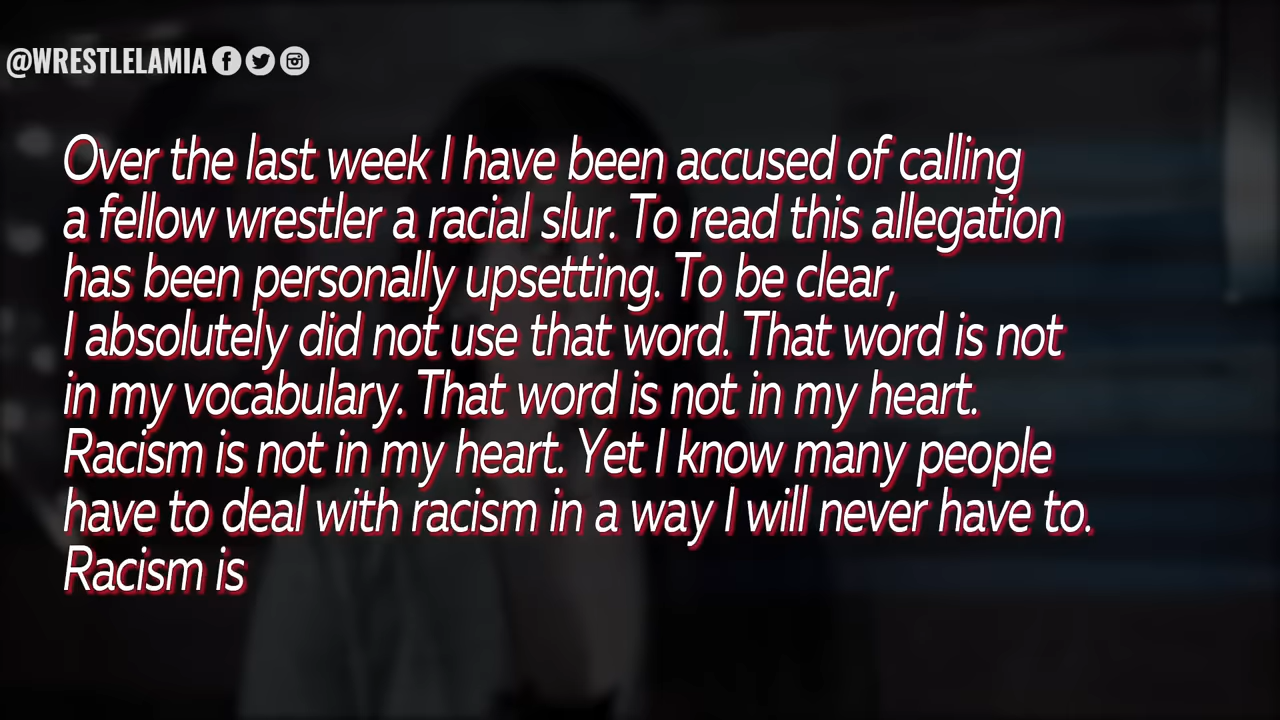 @WRESTLELAMIA
Over the last week I have been accused of calling
a fellow wrestler a racial slur. To read this allegation
has been personally upsetting. To be clear,
I absolutely did not use that word. That word is not
in my vocabulary. That word is not in my heart.
Racism is not in my heart. Yet I know many people
have to deal with racism in a way I will never have to.
Racism is